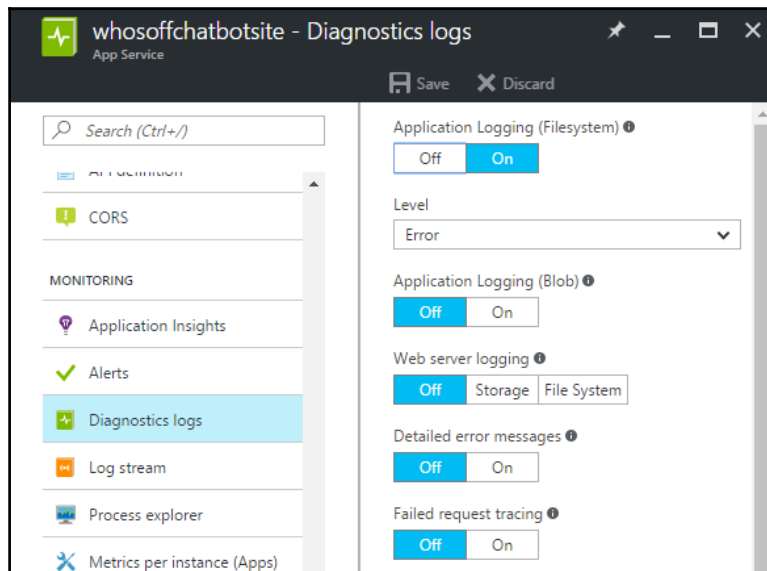 whosoffchatbotsite - Diagnostics logs
App Service
Save Discard
Search (Ctrl+/)
API definition
CORS
MONITORING
Application Insights
Alerts
Diagnostics logs
Log stream
Process explorer
Metrics per instance (Apps)
Application Logging (Filesystem)
Off On
Level
Error
Application Logging (Blob)
Off On
Web server logging
Off Storage File System
Detailed error messages
Off On
Failed request tracing
Off On